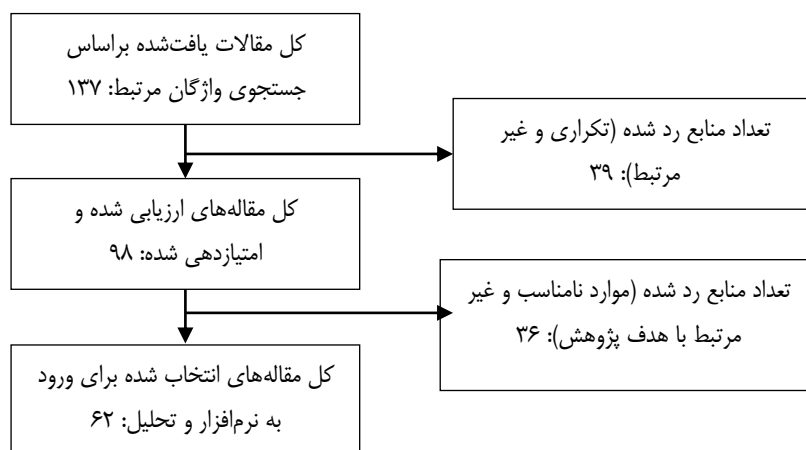 کل مقالات یافت‌شده براساس
جستجوی واژگان مرتبط: ۱۳۷
تعداد منابع رد شده (تکراری و غیر
مرتبط): ۳۹
کل مقاله‌های ارزیابی شده و
امتیازدهی شده: ۹۸
تعداد منابع رد شده (موارد نامناسب و غیر
مرتبط با هدف پژوهش): ۳۶
کل مقاله‌های انتخاب شده برای ورود
به نرم‌افزار و تحلیل: ۶۲